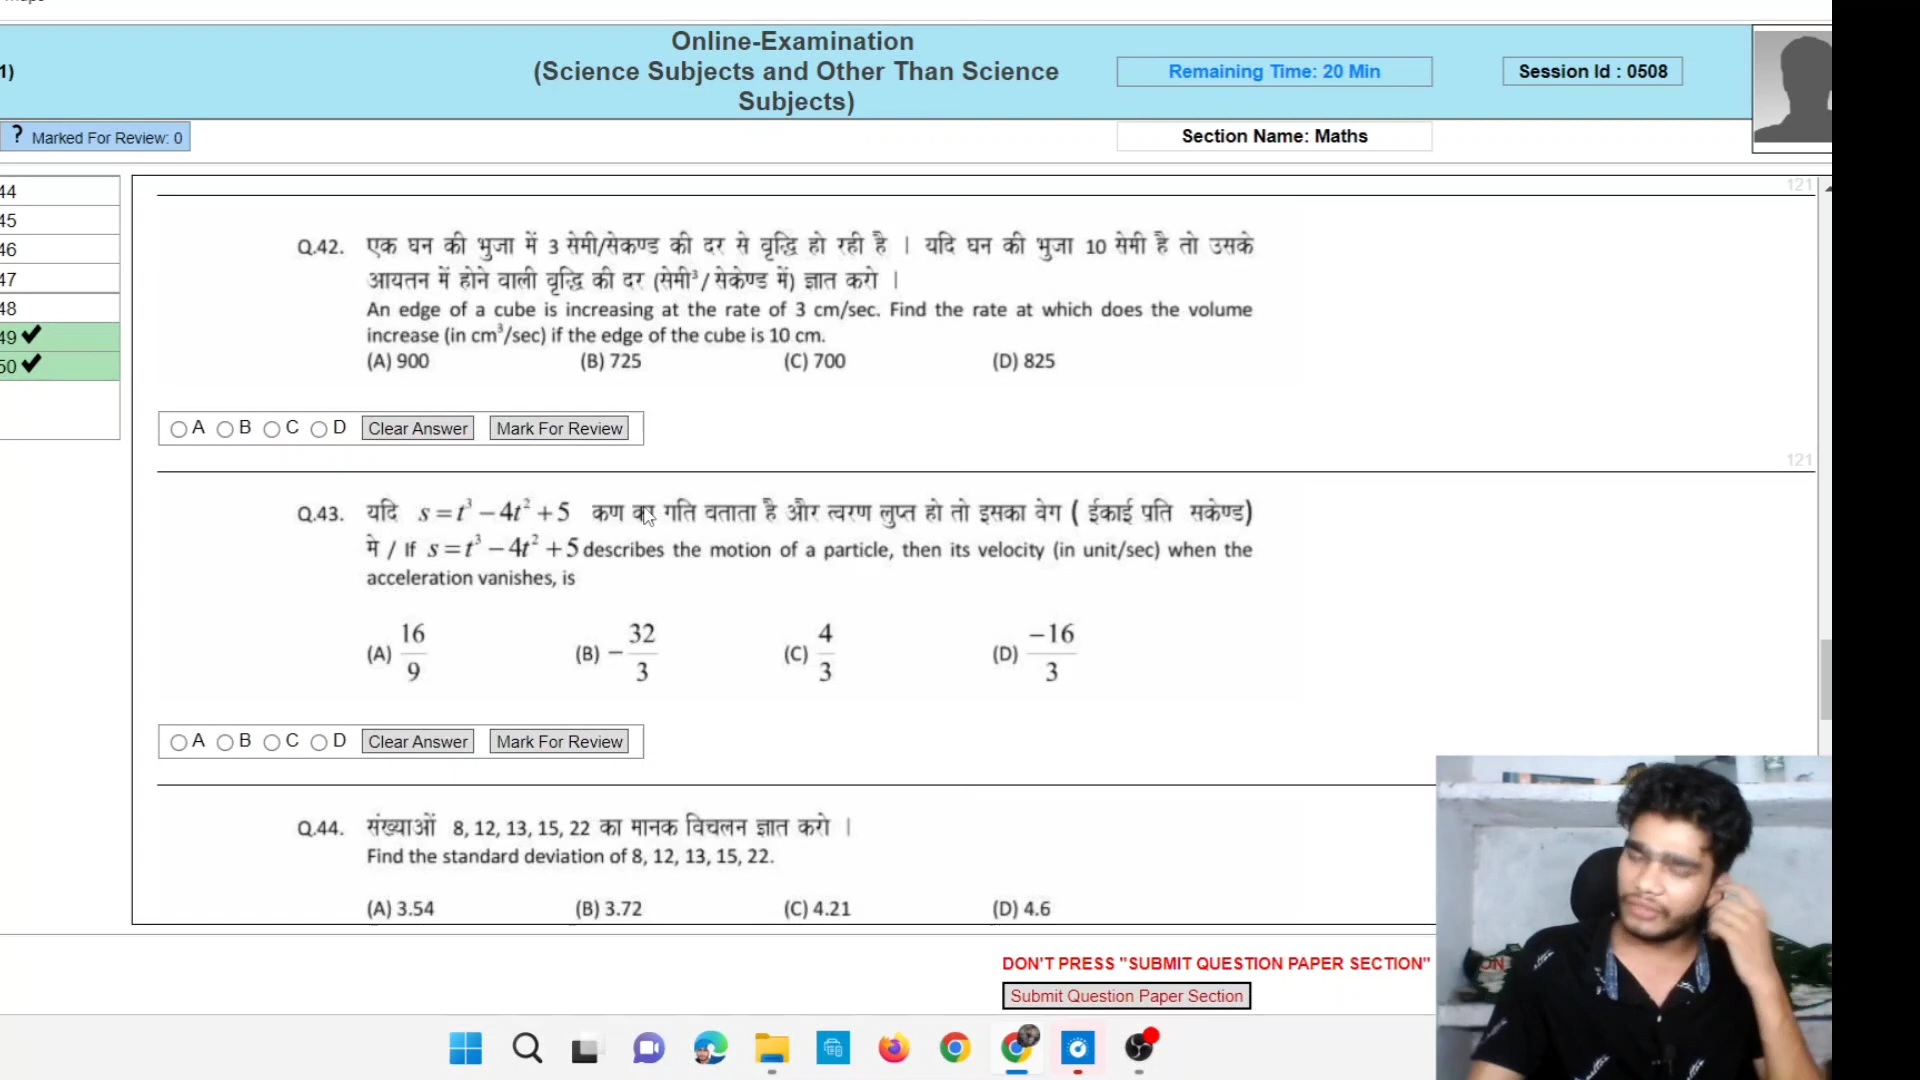 Online-Examination
(Science Subjects and Other Than Science
Subjects)
Remaining Time: 20 Min
Session Id : 0508
1)
? Marked For Review: 0
Section Name: Maths
44
45
46
47
48
49
50
121
Q.42. एक घन की भुजा में 3 सेमी/सेकण्ड की दर से वृद्धि हो रही है । यदि घन की भुजा 10 सेमी है तो उसके
आयतन में होने वाली वृद्धि की दर (सेमी³/ सेकेण्ड में) ज्ञात करो ।
An edge of a cube is increasing at the rate of 3 cm/sec. Find the rate at which does the volume
increase (in cm³/sec) if the edge of the cube is 10 cm.
(A) 900 (B) 725 (C) 700 (D) 825
A B C D Clear Answer Mark For Review
121
Q.43. यदि s = t³ – 4t² + 5 कण का गति वताता है और त्वरण लुप्त हो तो इसका वेग ( ईकाई प्रति सकेण्ड)
मे / If s = t³ – 4t² + 5 describes the motion of a particle, then its velocity (in unit/sec) when the
acceleration vanishes, is
(A) 16/9 (B) –32/3 (C) 4/3 (D) –16/3
A B C D Clear Answer Mark For Review
Q.44. संख्याओं 8, 12, 13, 15, 22 का मानक विचलन ज्ञात करो ।
Find the standard deviation of 8, 12, 13, 15, 22.
(A) 3.54 (B) 3.72 (C) 4.21 (D) 4.6
DON'T PRESS "SUBMIT QUESTION PAPER SECTION"
Submit Question Paper Section